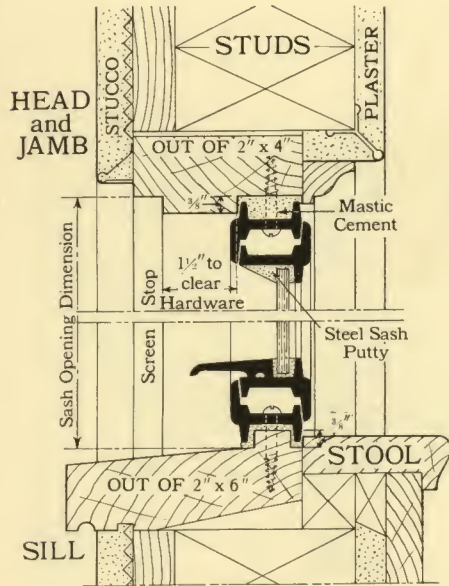 STUDS
STUCCO
PLASTER
HEAD
and
JAMB
OUT OF 2" x 4"
3/8"
Mastic
Cement
Sash Opening Dimension
Screen Stop
1½" to
clear
Hardware
Steel Sash
Putty
3/8"
STOOL
OUT OF 2" x 6"
SILL